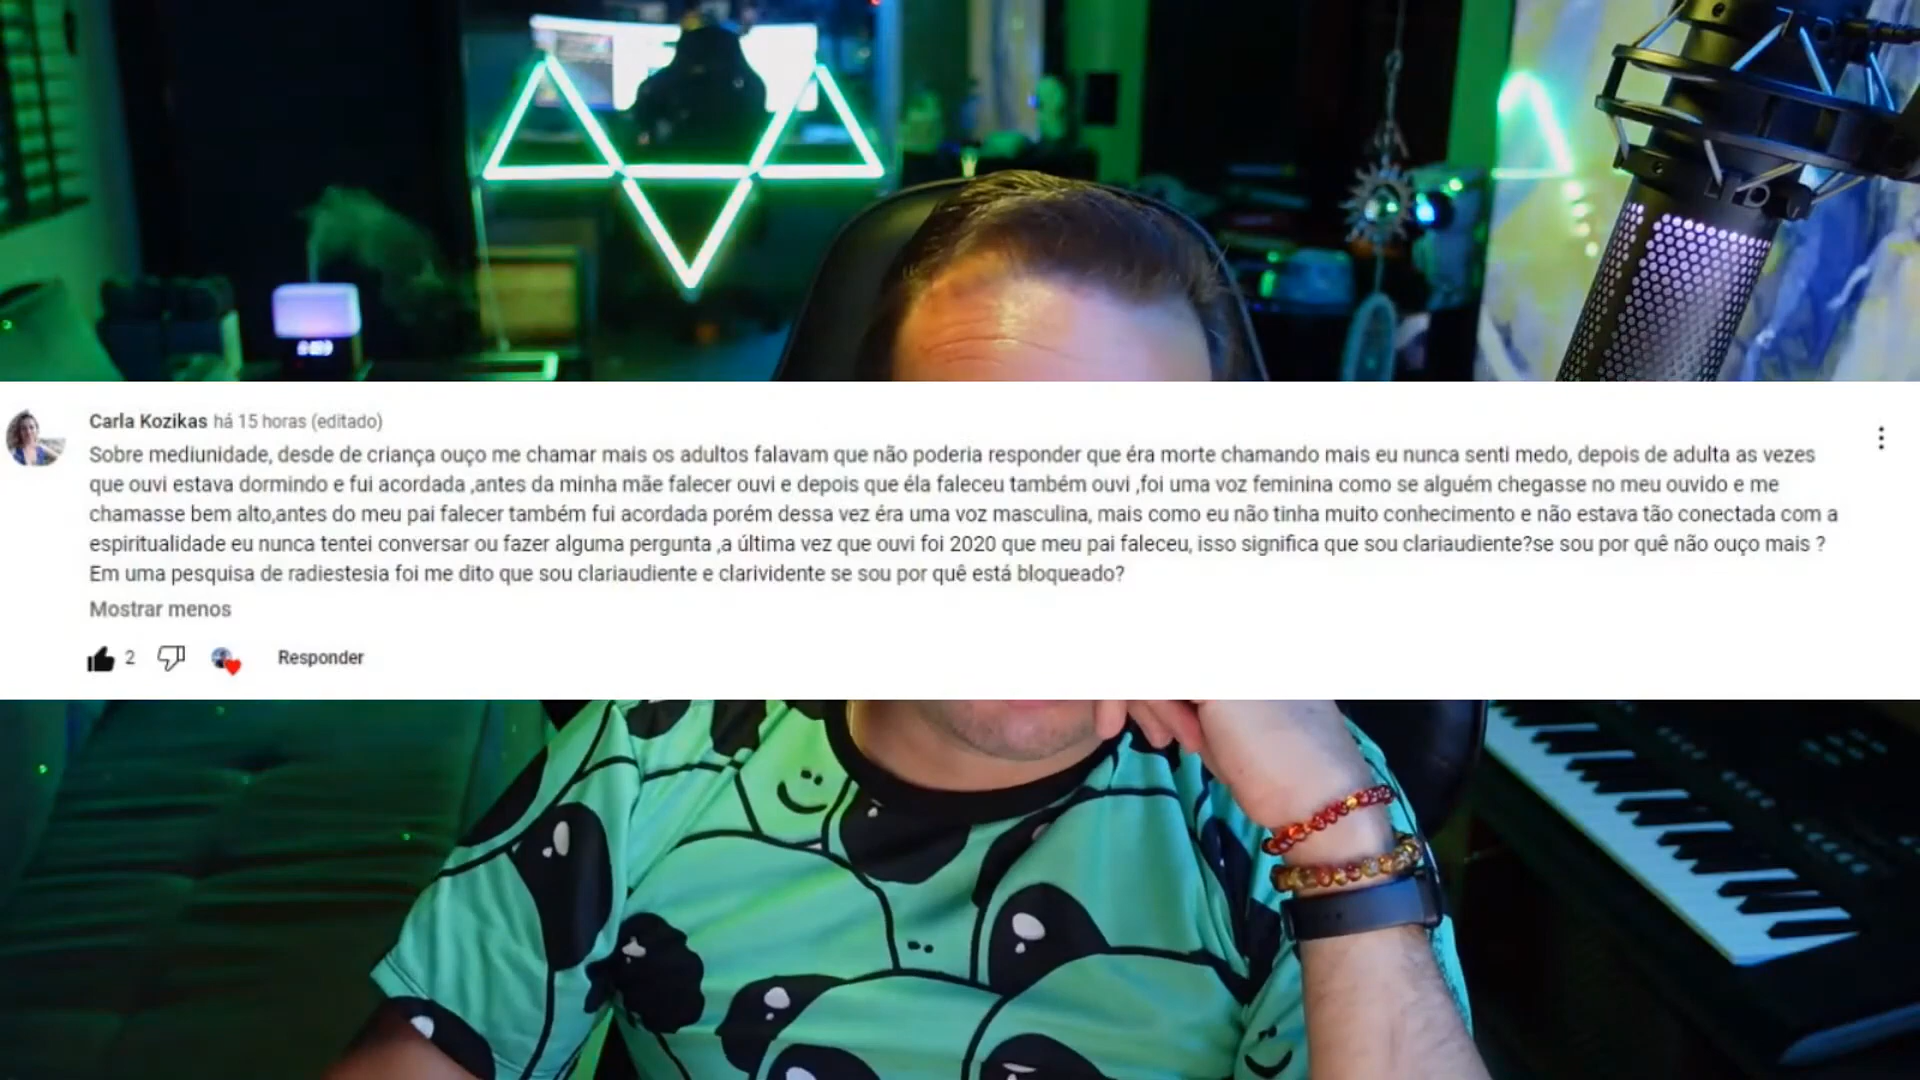 Carla Kozikas há 15 horas (editado)
Sobre mediunidade, desde de criança ouço me chamar mais os adultos falavam que não poderia responder que éra morte chamando mais eu nunca senti medo, depois de adulta as vezes
que ouvi estava dormindo e fui acordada ,antes da minha mãe falecer ouvi e depois que éla faleceu também ouvi ,foi uma voz feminina como se alguém chegasse no meu ouvido e me
chamasse bem alto,antes do meu pai falecer também fui acordada porém dessa vez éra uma voz masculina, mais como eu não tinha muito conhecimento e não estava tão conectada com a
espiritualidade eu nunca tentei conversar ou fazer alguma pergunta ,a última vez que ouvi foi 2020 que meu pai faleceu, isso significa que sou clariaudiente?se sou por quê não ouço mais ?
Em uma pesquisa de radiestesia foi me dito que sou clariaudiente e clarividente se sou por quê está bloqueado?
Mostrar menos
2
Responder